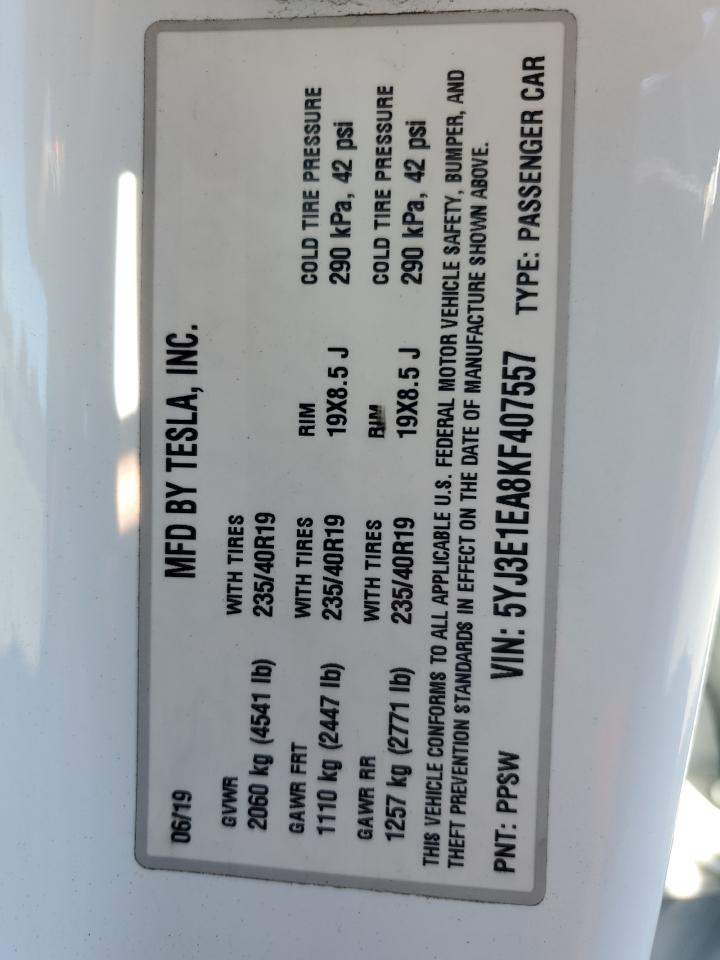 06/19 MFD BY TESLA, INC.
GVWR WITH TIRES
2060 kg (4541 lb) 235/40R19
GAWR FRT WITH TIRES RIM COLD TIRE PRESSURE
1110 kg (2447 lb) 235/40R19 19X8.5 J 290 kPa, 42 psi
GAWR RR WITH TIRES RIM COLD TIRE PRESSURE
1257 kg (2771 lb) 235/40R19 19X8.5 J 290 kPa, 42 psi
THIS VEHICLE CONFORMS TO ALL APPLICABLE U.S. FEDERAL MOTOR VEHICLE SAFETY, BUMPER, AND
THEFT PREVENTION STANDARDS IN EFFECT ON THE DATE OF MANUFACTURE SHOWN ABOVE.
PNT: PPSW VIN: 5YJ3E1EA8KF407557 TYPE: PASSENGER CAR